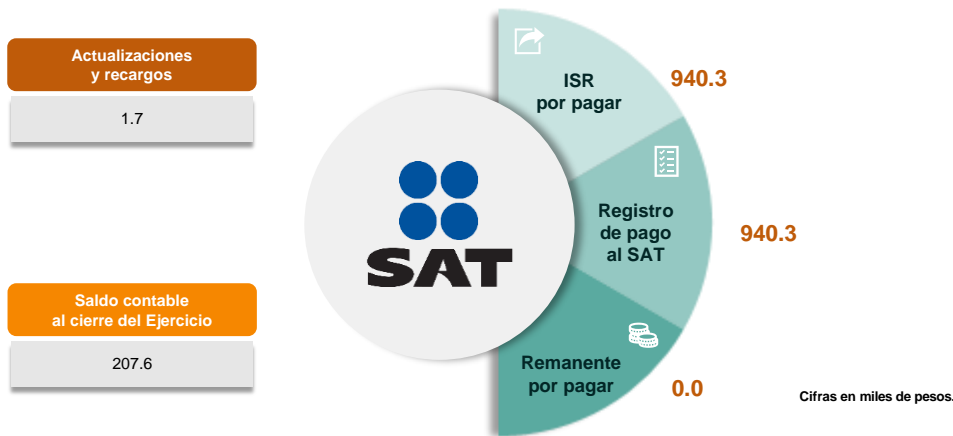 Actualizaciones
y recargos
1.7
Saldo contable
al cierre del Ejercicio
207.6
SAT
ISR
por pagar
940.3
Registro
de pago
al SAT
940.3
Remanente
por pagar
0.0
Cifras en miles de pesos.